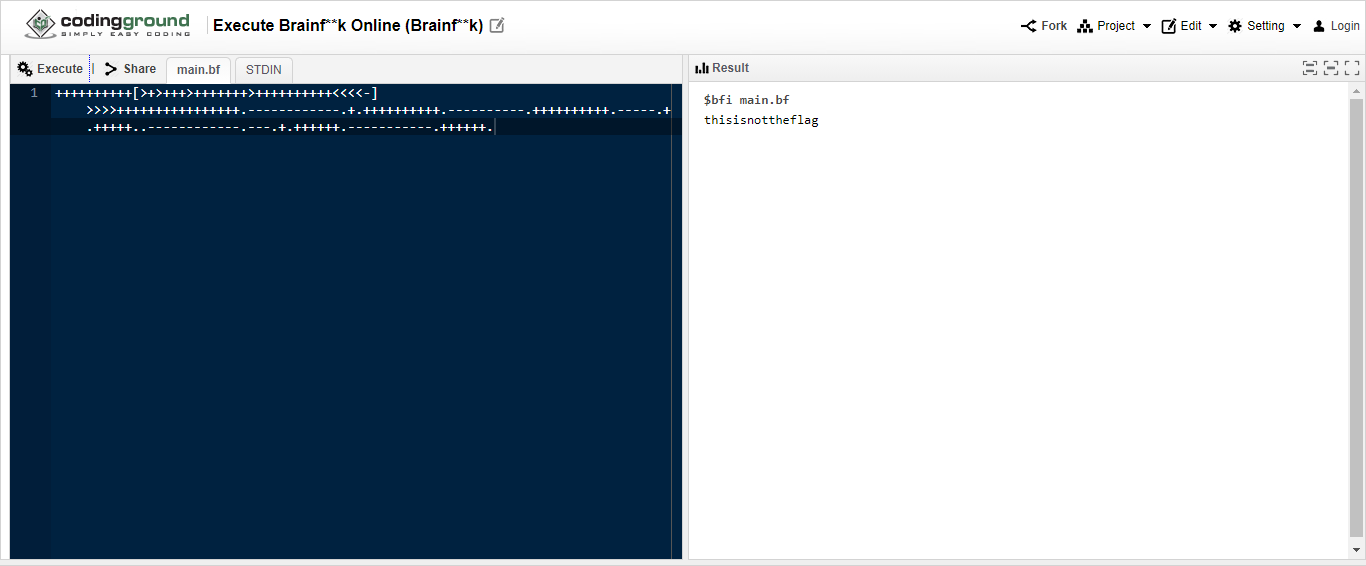 codingground
SIMPLY EASY CODING
Execute Brainf**k Online (Brainf**k)
Fork Project Edit Setting Login
Execute Share main.bf STDIN
Result
1 ++++++++++[>+>+++>+++++++>++++++++++<<<<-]
>>>>++++++++++++++++.------------.+.++++++++++.----------.++++++++++.-----.+
.+++++..------------.---.+.++++++.-----------.++++++.
$bfi main.bf
thisisnottheflag